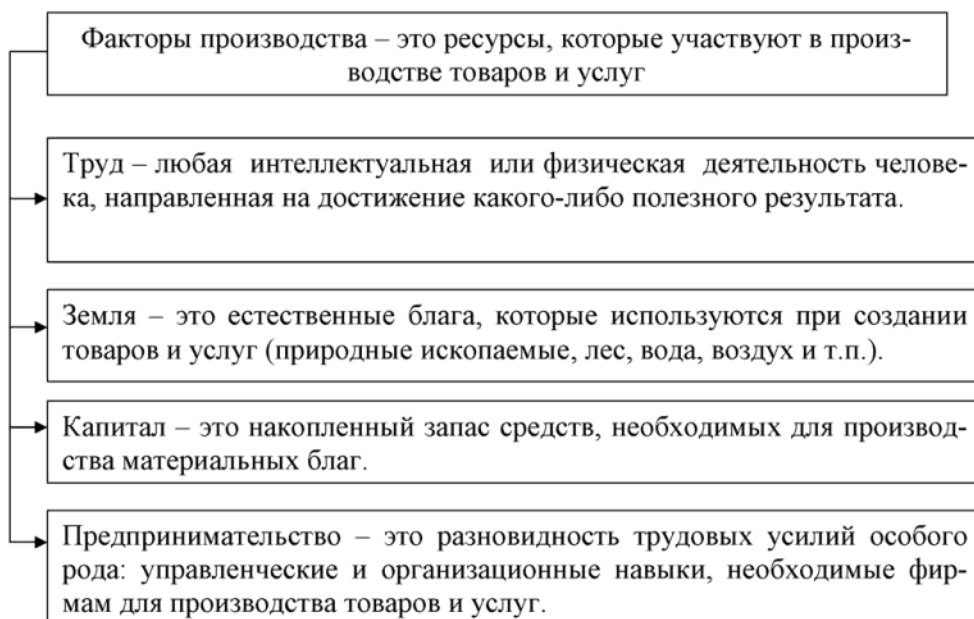 Факторы производства – это ресурсы, которые участвуют в произ-
водстве товаров и услуг
Труд – любая интеллектуальная или физическая деятельность челове-
ка, направленная на достижение какого-либо полезного результата.
Земля – это естественные блага, которые используются при создании
товаров и услуг (природные ископаемые, лес, вода, воздух и т.п.).
Капитал – это накопленный запас средств, необходимых для производ-
ства материальных благ.
Предпринимательство – это разновидность трудовых усилий особого
рода: управленческие и организационные навыки, необходимые фир-
мам для производства товаров и услуг.